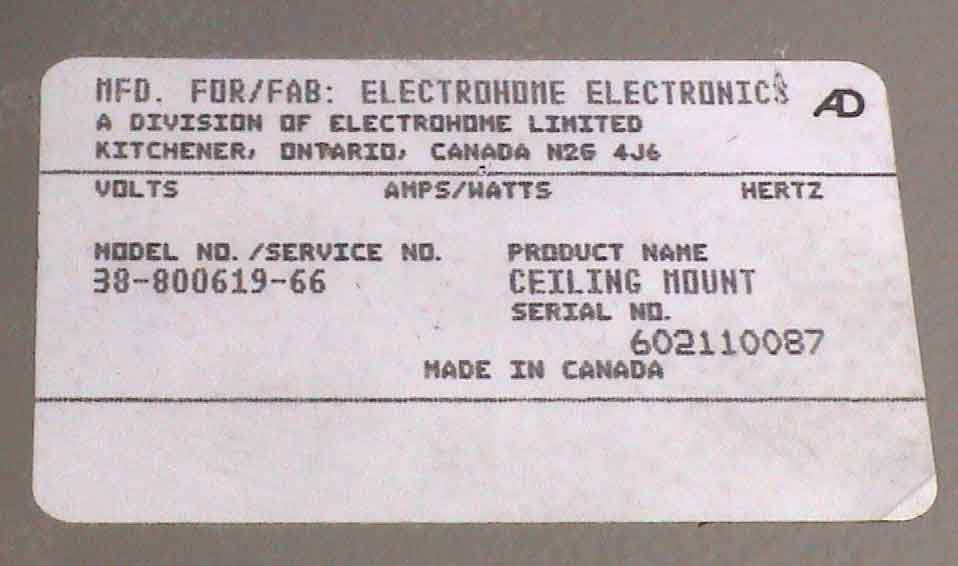 MFD. FOR/FAB: ELECTROHOME ELECTRONICS
AD
A DIVISION OF ELECTROHOME LIMITED
KITCHENER, ONTARIO, CANADA N2G 4J6
VOLTS AMPS/WATTS HERTZ
MODEL NO./SERVICE NO. PRODUCT NAME
38-800619-66 CEILING MOUNT
SERIAL NO.
602110087
MADE IN CANADA